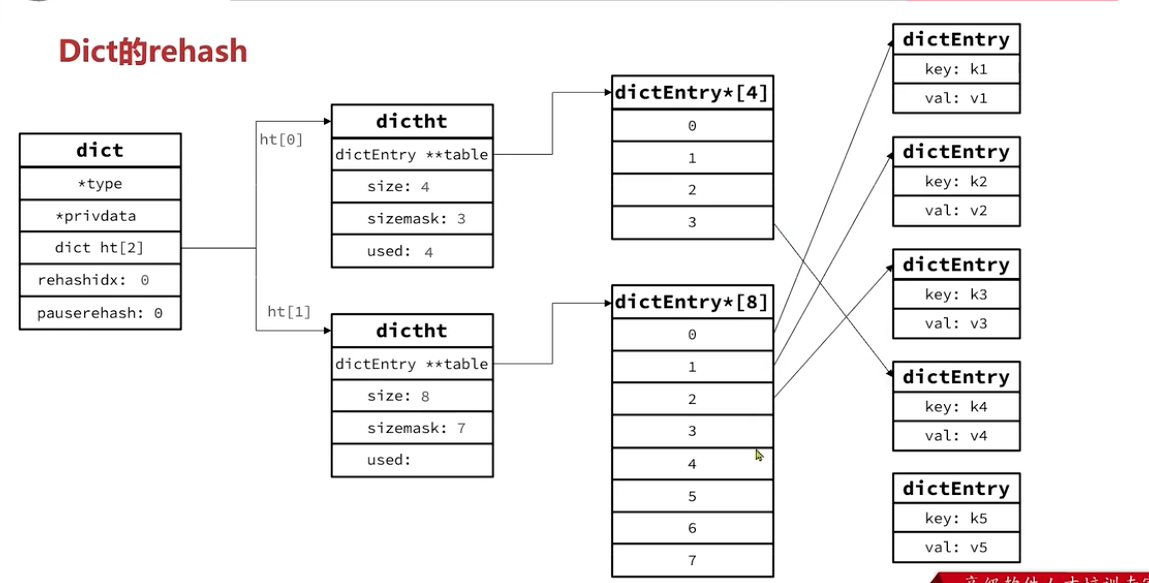 Dict的rehash
dict
*type
*privdata
dict ht[2]
rehashidx: 0
pauserehash: 0
ht[0]
ht[1]
dictht
dictEntry **table
size: 4
sizemask: 3
used: 4
dictht
dictEntry **table
size: 8
sizemask: 7
used:
dictEntry*[4]
0
1
2
3
dictEntry*[8]
0
1
2
3
4
5
6
7
dictEntry
key: k1
val: v1
dictEntry
key: k2
val: v2
dictEntry
key: k3
val: v3
dictEntry
key: k4
val: v4
dictEntry
key: k5
val: v5